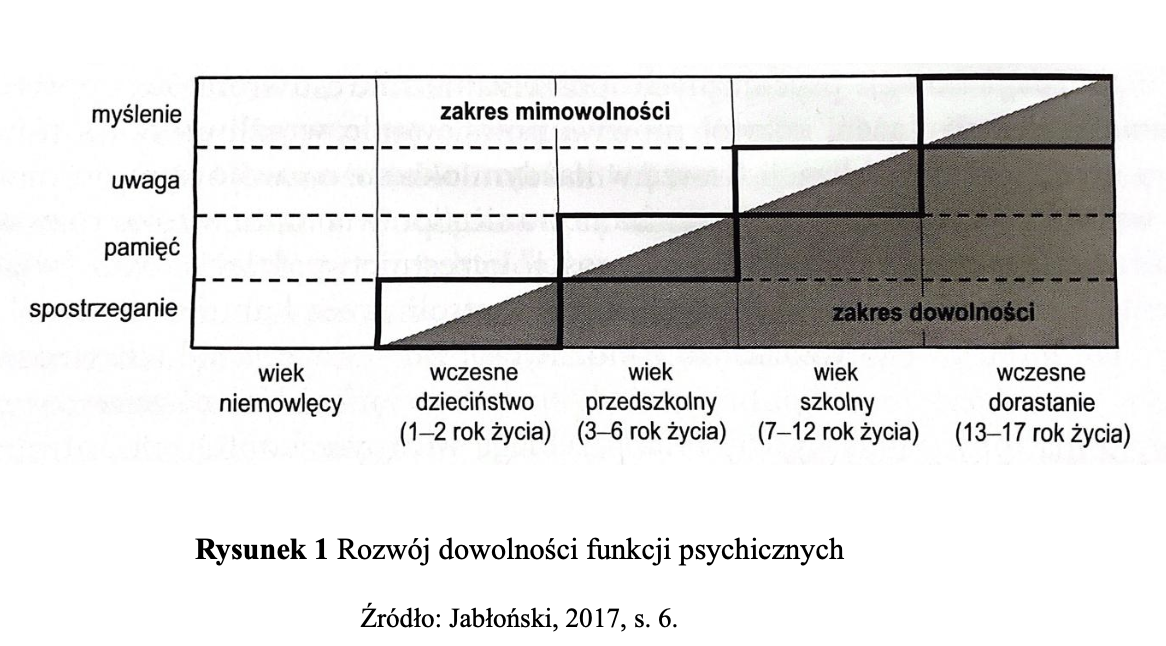 myślenie
zakres mimowolności
uwaga
pamięć
spostrzeganie
zakres dowolności
wiek
niemowlęcy
wczesne
dzieciństwo
(1–2 rok życia)
wiek
przedszkolny
(3–6 rok życia)
wiek
szkolny
(7–12 rok życia)
wczesne
dorastanie
(13–17 rok życia)
Rysunek 1 Rozwój dowolności funkcji psychicznych
Źródło: Jabłoński, 2017, s. 6.